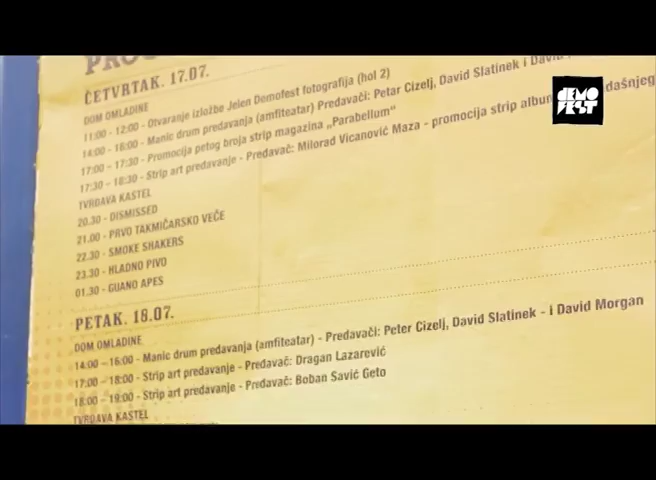 DEMO
FEST
ČETVRTAK. 17.07.
DOM OMLADINE
11:00 - 12:00 - Otvaranje izložbe Jelen Demofest fotografija (hol 2)
14:00 - 16:00 - Manic drum predavanja (amfiteatar) Predavači: Petar Cizelj, David Slatinek i
17:00 - 17:30 - Promocija petog broja strip magazina „Parabellum“
17:30 - 18:30 - Strip art predavanje - Predavač: Milorad Vicanović Maza - promocija strip
TVRĐAVA KASTEL
20.30 - DISMISSED
21.00 - PRVO TAKMIČARSKO VEČE
22.30 - SMOKE SHAKERS
23.30 - HLADNO PIVO
01.30 - GUANO APES
PETAK. 18.07.
DOM OMLADINE
14:00 – 16:00 - Manic drum predavanja (amfiteatar) - Predavači: Peter Cizelj, David Slatinek - i David Morgan
17:00 – 18:00 - Strip art predavanje - Predavač: Dragan Lazarević
18:00 – 19:00 - Strip art predavanje - Predavač: Boban Savić Geto
TVRĐAVA KASTEL